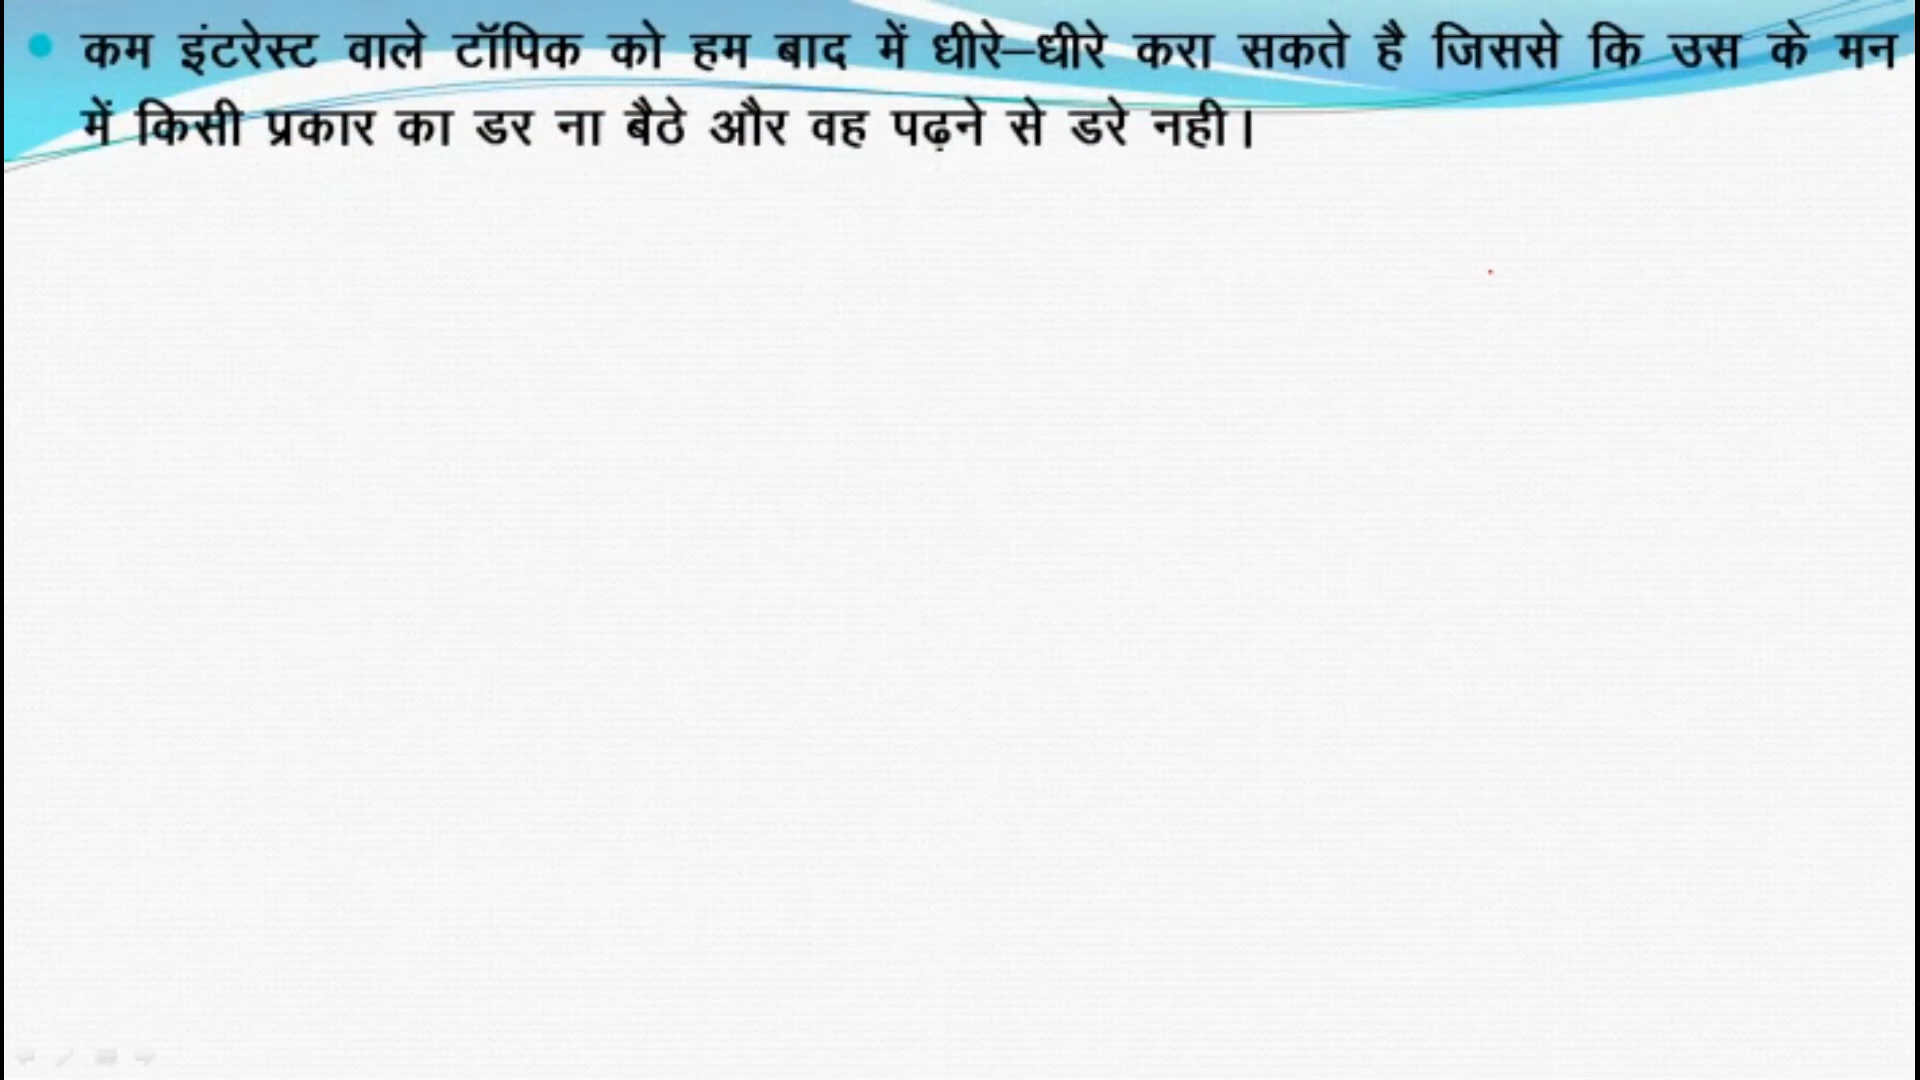 कम इंटरेस्ट वाले टॉपिक को हम बाद में धीरे–धीरे करा सकते है जिससे कि उस के मन
में किसी प्रकार का डर ना बैठे और वह पढ़ने से डरे नही।